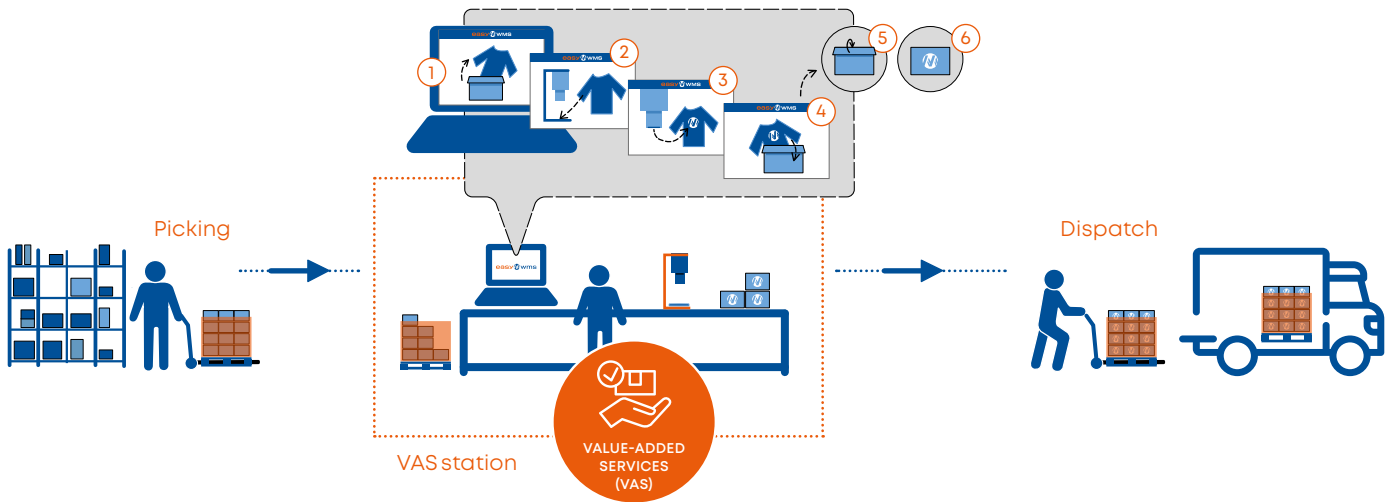 easy WMS
1
easy WMS
2
easy WMS
3
easy WMS
4
5
6
Picking
easy WMS
Dispatch
VAS station
VALUE-ADDED
SERVICES
(VAS)